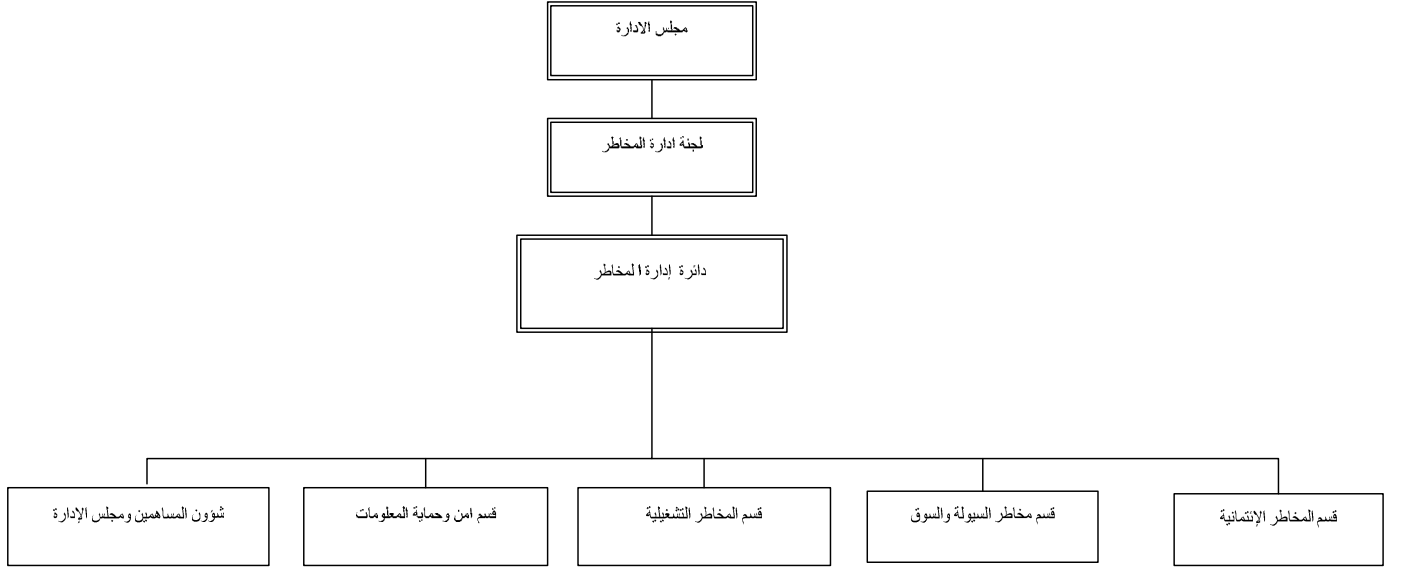 مجلس الادارة
لجنة ادارة المخاطر
دائرة إدارة المخاطر
قسم المخاطر الإئتمانية
قسم مخاطر السيولة والسوق
قسم المخاطر التشغيلية
قسم امن وحماية المعلومات
شؤون المساهمين ومجلس الإدارة